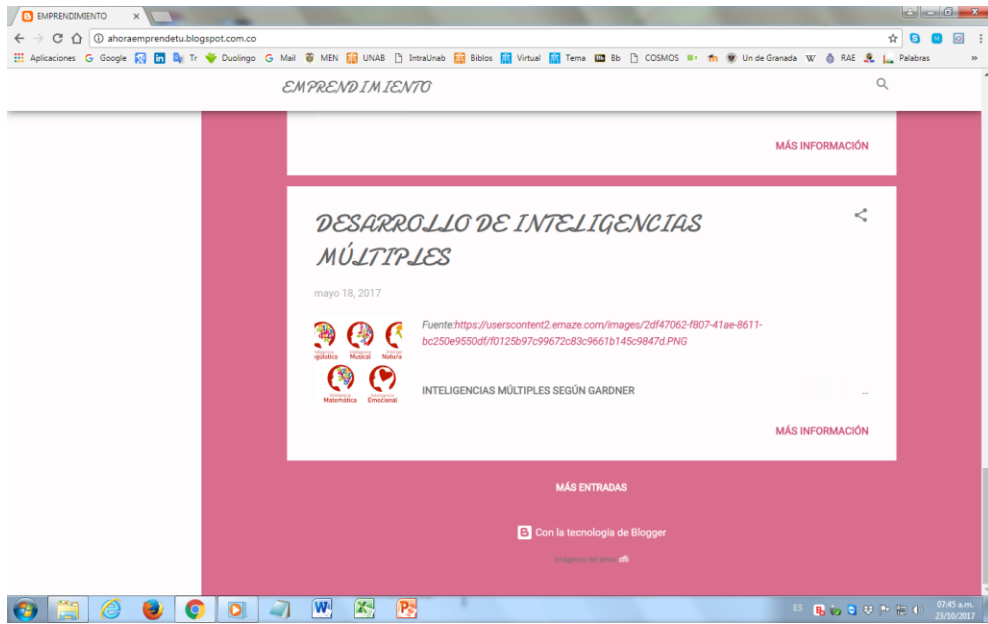 EMPRENDIMIENTO
ahoraemprendetu.blogspot.com.co
Aplicaciones Google Tr Duolingo Mail MEN UNAB IntraUnab Biblos Virtual Tema Bb COSMOS Un de Granada RAE Palabras »
EMPRENDIMIENTO
MÁS INFORMACIÓN
DESARROLLO DE INTELIGENCIAS
MÚLTIPLES
mayo 18, 2017
Fuente:https://userscontent2.emaze.com/images/2df47062-f807-41ae-8611-
bc250e9550df/f0125b97c99672c83c9661b145c9847d.PNG
Musical
Matemática Emocional
INTELIGENCIAS MÚLTIPLES SEGÚN GARDNER ...
MÁS INFORMACIÓN
MÁS ENTRADAS
Con la tecnología de Blogger
Imágenes del tema:
ES 07:45 a.m.
23/10/2017